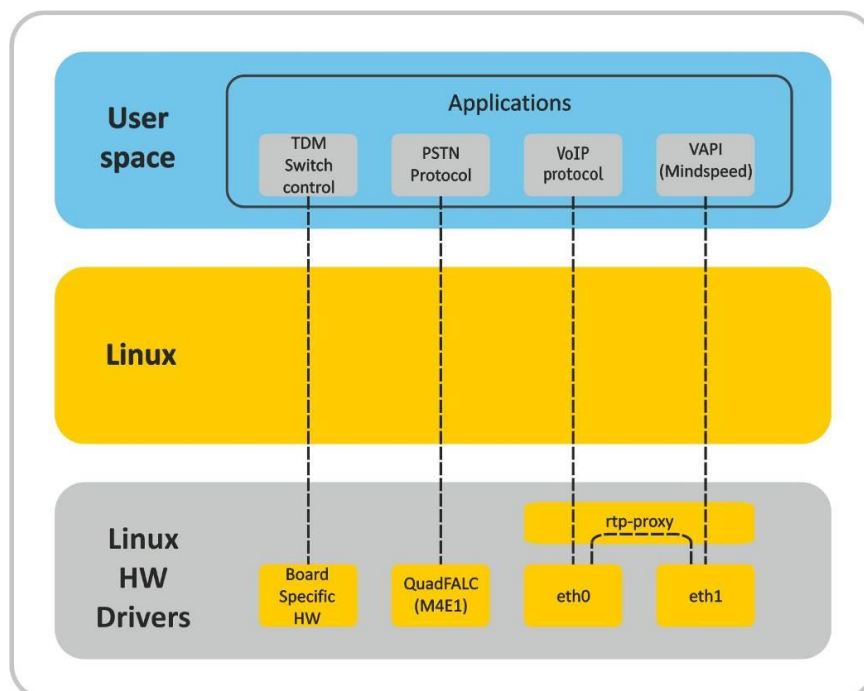 User
space
Applications
TDM
Switch
control
PSTN
Protocol
VoIP
protocol
VAPI
(Mindspeed)
Linux
Linux
HW
Drivers
rtp-proxy
Board
Specific
HW
QuadFALC
(M4E1)
eth0
eth1